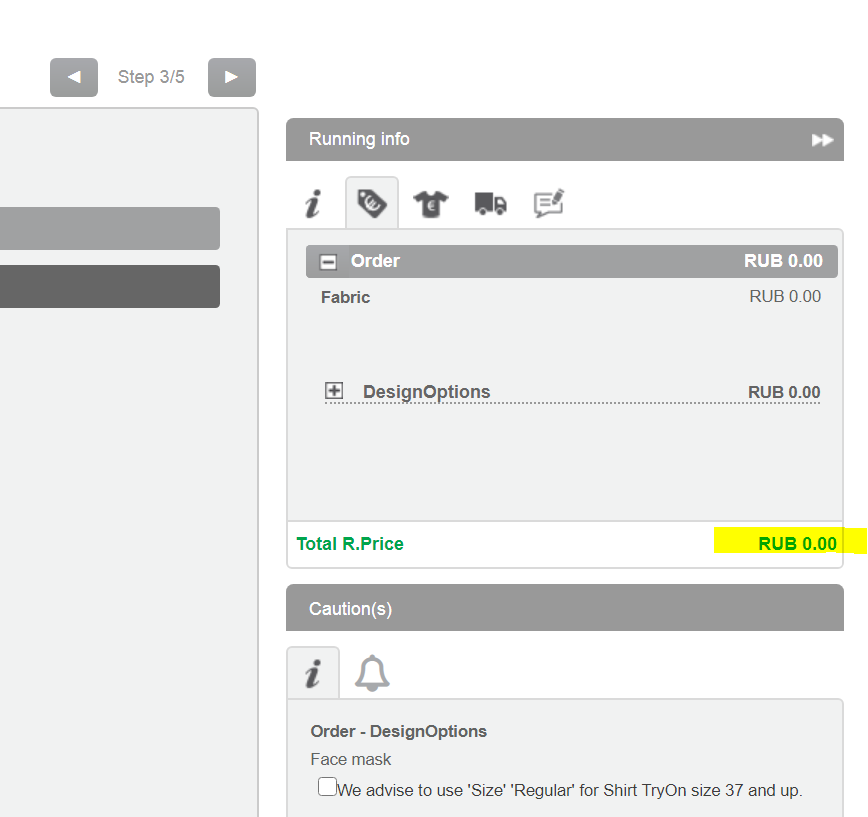 Step 3/5
Running info
Order RUB 0.00
Fabric RUB 0.00
DesignOptions RUB 0.00
Total R.Price RUB 0.00
Caution(s)
Order - DesignOptions
Face mask
We advise to use 'Size' 'Regular' for Shirt TryOn size 37 and up.